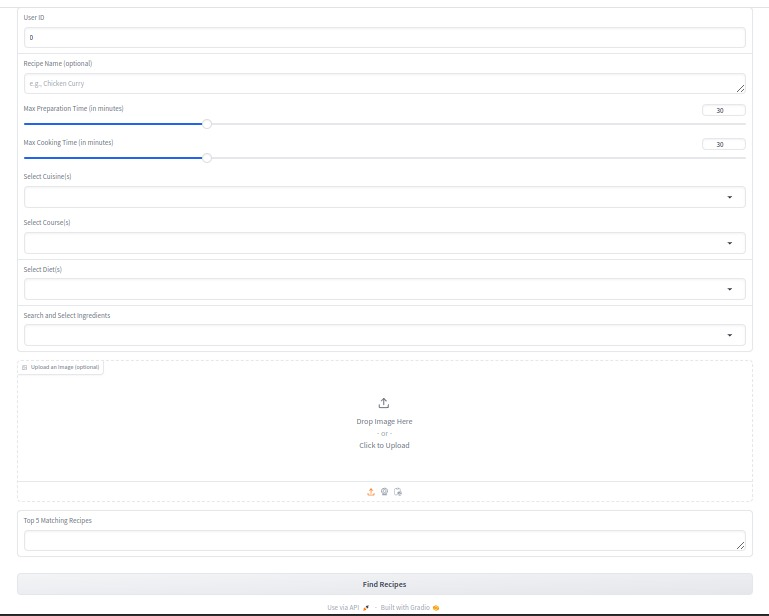 User ID
0
Recipe Name (optional)
e.g., Chicken Curry
Max Preparation Time (in minutes)
30
Max Cooking Time (in minutes)
30
Select Cuisine(s)
Select Course(s)
Select Diet(s)
Search and Select Ingredients
Upload an Image (optional)
Drop Image Here
- or -
Click to Upload
Top 5 Matching Recipes
Find Recipes
Use via API · Built with Gradio